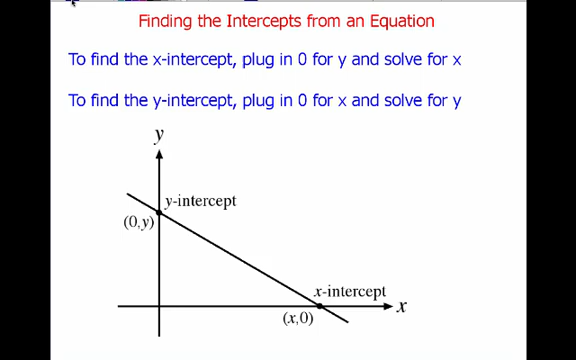 Finding the Intercepts from an Equation
To find the x-intercept, plug in 0 for y and solve for x
To find the y-intercept, plug in 0 for x and solve for y
y
y-intercept
(0,y)
x-intercept
x
(x,0)